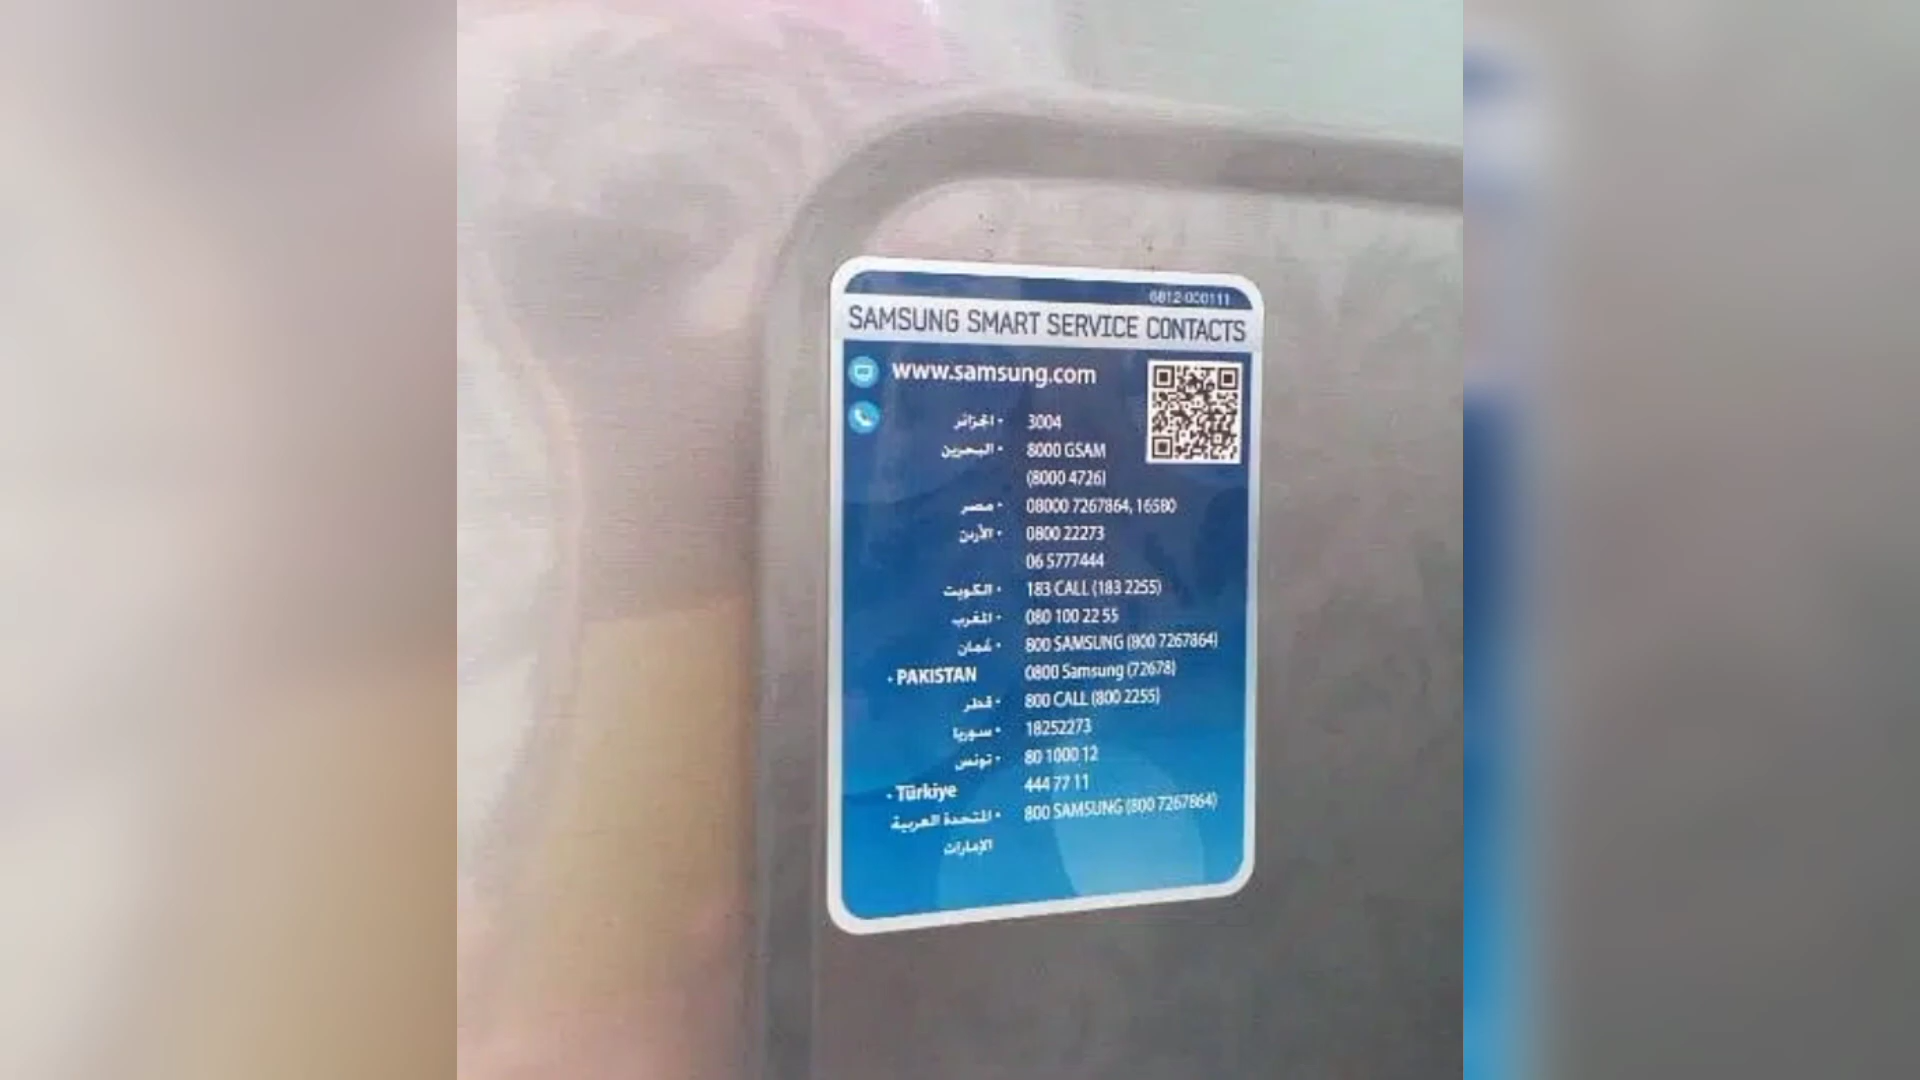 6812-000111
SAMSUNG SMART SERVICE CONTACTS
www.samsung.com
• الجزائر 3004
• البحرين 8000 GSAM
(8000 4726)
• مصر 08000 7267864, 16580
• الأردن 0800 22273
06 5777444
• الكويت 183 CALL (183 2255)
• المغرب 080 100 22 55
• عُمان 800 SAMSUNG (800 7267864)
• PAKISTAN 0800 Samsung (72678)
• قطر 800 CALL (800 2255)
• سوريا 18252273
• تونس 80 1000 12
• Türkiye 444 77 11
• المتحدة العربية 800 SAMSUNG (800 7267864)
الإمارات